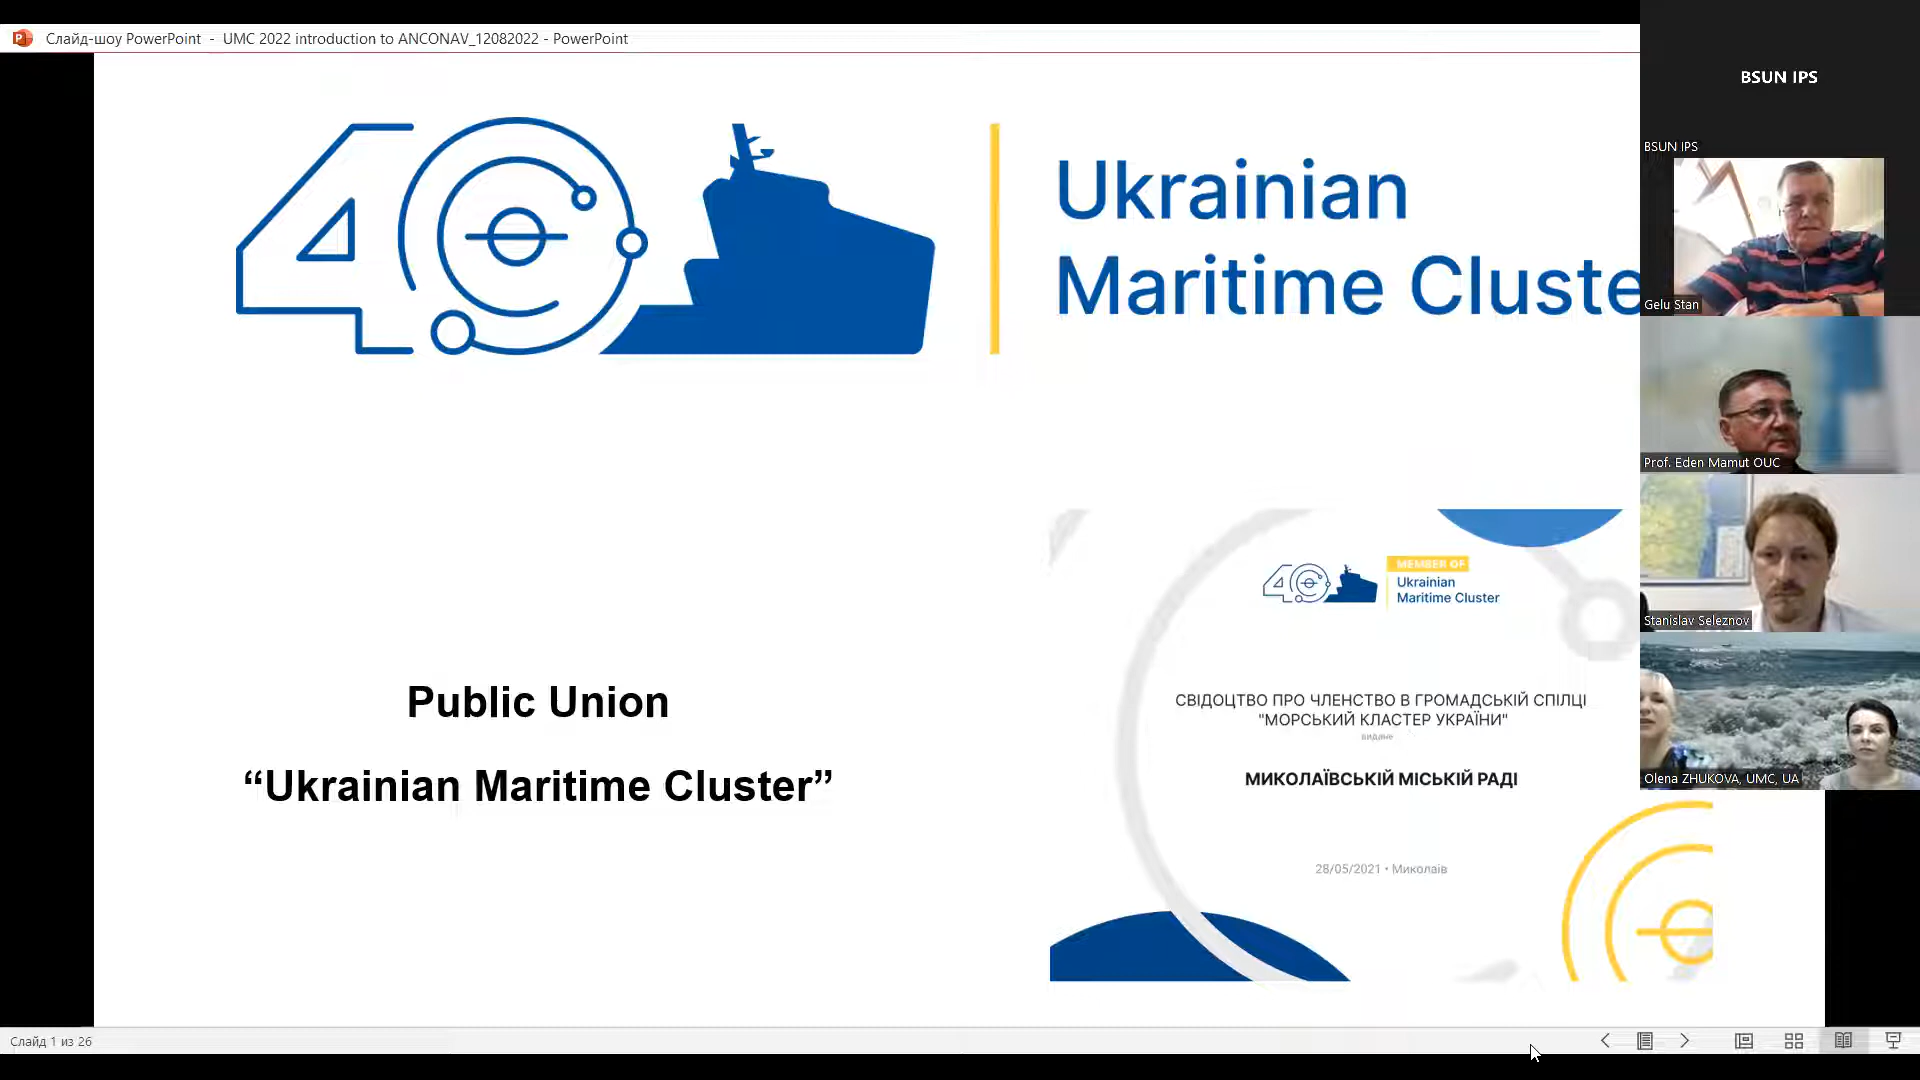 Слайд-шоу PowerPoint - UMC 2022 introduction to ANCONAV_12082022 - PowerPoint
Ukrainian
Maritime Cluste
Public Union
“Ukrainian Maritime Cluster”
MEMBER OF
Ukrainian
Maritime Cluster
СВІДОЦТВО ПРО ЧЛЕНСТВО В ГРОМАДСЬКІЙ СПІЛЦІ
"МОРСЬКИЙ КЛАСТЕР УКРАЇНИ"
видане
МИКОЛАЇВСЬКІЙ МІСЬКІЙ РАДІ
28/05/2021 • Миколаїв
BSUN IPS
BSUN IPS
Gelu Stan
Prof. Eden Mamut OUC
Stanislav Seleznov
Olena ZHUKOVA, UMC, UA
Слайд 1 из 26